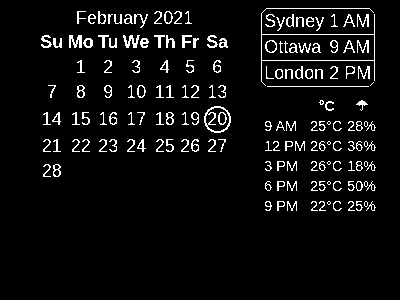 February 2021
Su Mo Tu We Th Fr Sa
1 2 3 4 5 6
7 8 9 10 11 12 13
14 15 16 17 18 19 20
21 22 23 24 25 26 27
28
Sydney 1 AM
Ottawa 9 AM
London 2 PM
°C ☂
9 AM 25°C 28%
12 PM 26°C 36%
3 PM 26°C 18%
6 PM 25°C 50%
9 PM 22°C 25%